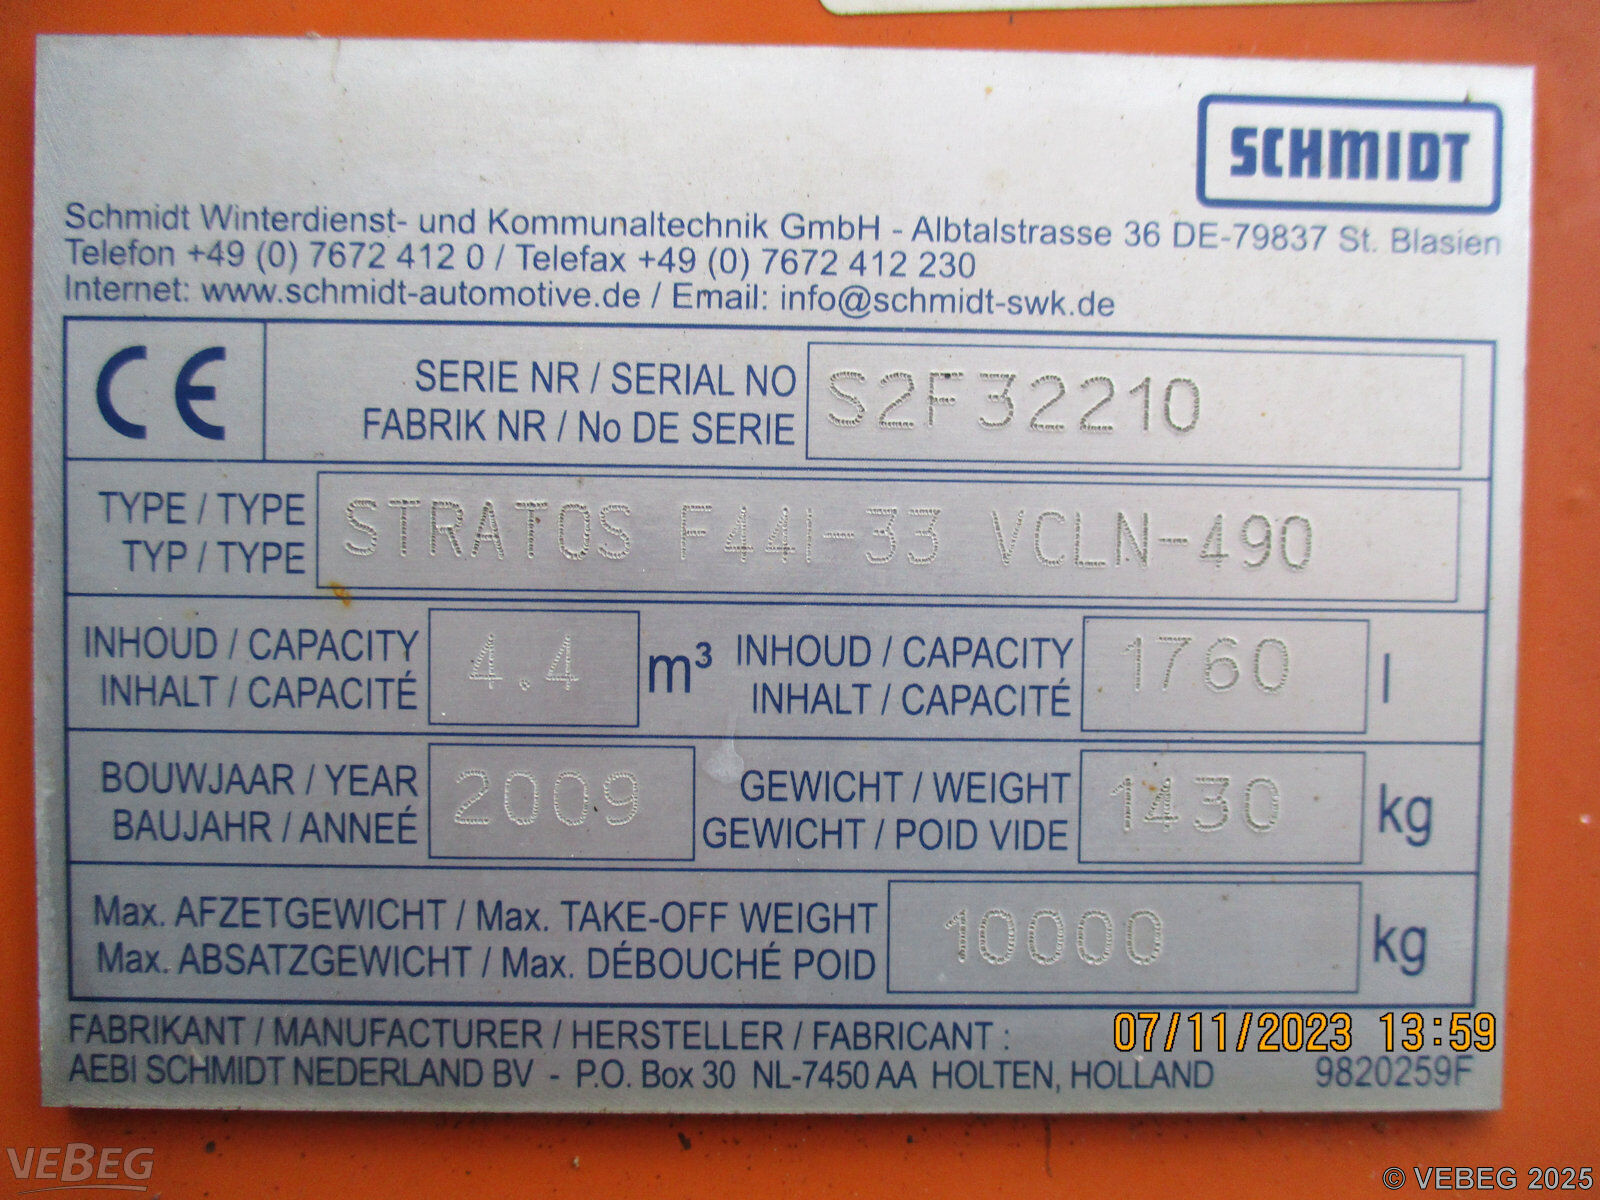 SCHMIDT
Schmidt Winterdienst- und Kommunaltechnik GmbH - Albtalstrasse 36 DE-79837 St. Blasien
Telefon +49 (0) 7672 412 0 / Telefax +49 (0) 7672 412 230
Internet: www.schmidt-automotive.de / Email: info@schmidt-swk.de
CE
SERIE NR / SERIAL NO
FABRIK NR / No DE SERIE
S2F32210
TYPE / TYPE
TYP / TYPE
STRATOS F44I-33 VCLN-490
INHOUD / CAPACITY
INHALT / CAPACITÉ
4.4
m³
INHOUD / CAPACITY
INHALT / CAPACITÉ
1760
l
BOUWJAAR / YEAR
BAUJAHR / ANNEÉ
2009
GEWICHT / WEIGHT
GEWICHT / POID VIDE
1430
kg
Max. AFZETGEWICHT / Max. TAKE-OFF WEIGHT
Max. ABSATZGEWICHT / Max. DÉBOUCHÉ POID
10000
kg
FABRIKANT / MANUFACTURER / HERSTELLER / FABRICANT :
07/11/2023 13:59
AEBI SCHMIDT NEDERLAND BV - P.O. Box 30 NL-7450 AA HOLTEN, HOLLAND
9820259F
VEBEG
© VEBEG 2025